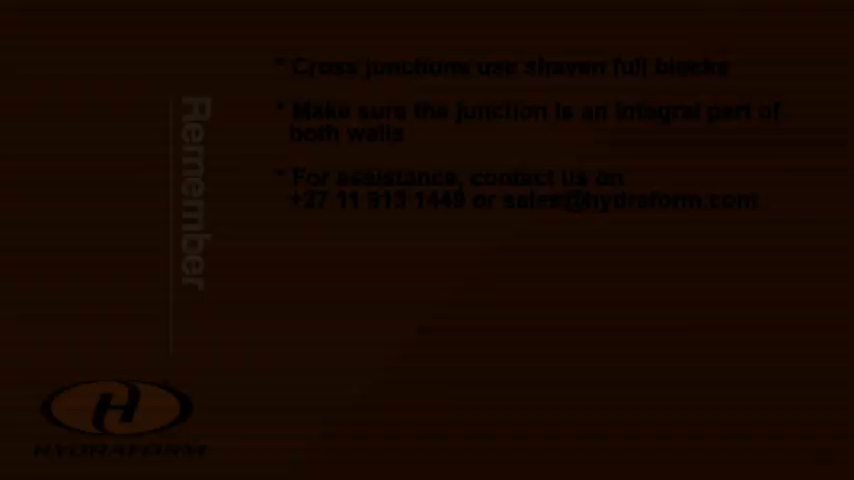 * Cross junctions use shaven full blocks
* Make sure the junction is an integral part of
both walls
* For assistance, contact us on
+27 11 913 1449 or sales@hydraform.com
Remember
H
HYDRAFORM